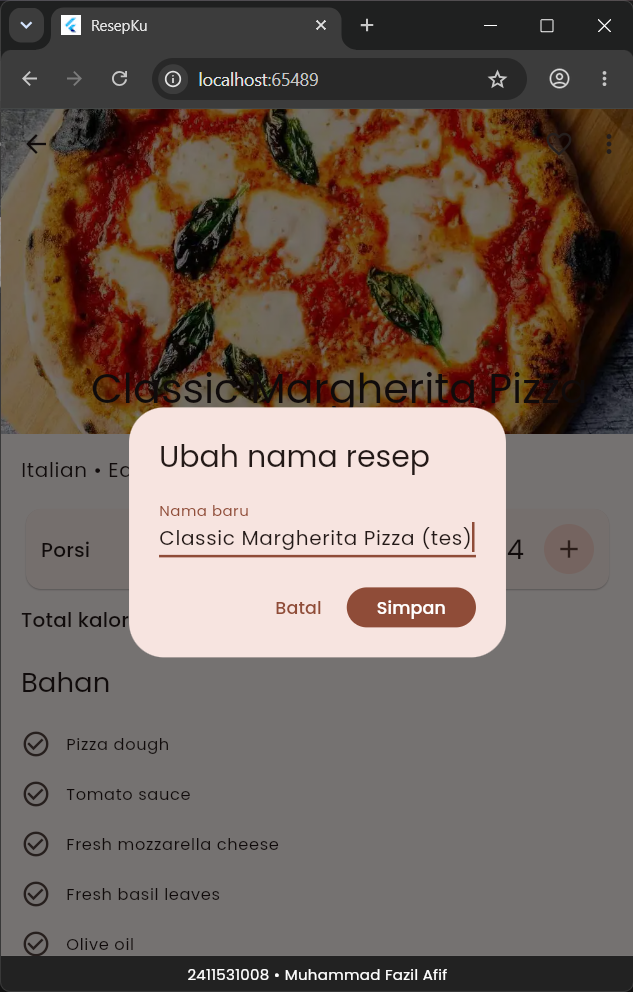 ResepKu
localhost:65489
Classic Margherita Pizza
Italian • Ea
Ubah nama resep
Nama baru
Classic Margherita Pizza (tes)
Batal
Simpan
Porsi
4
Total kalor
Bahan
Pizza dough
Tomato sauce
Fresh mozzarella cheese
Fresh basil leaves
Olive oil
2411531008 • Muhammad Fazil Afif